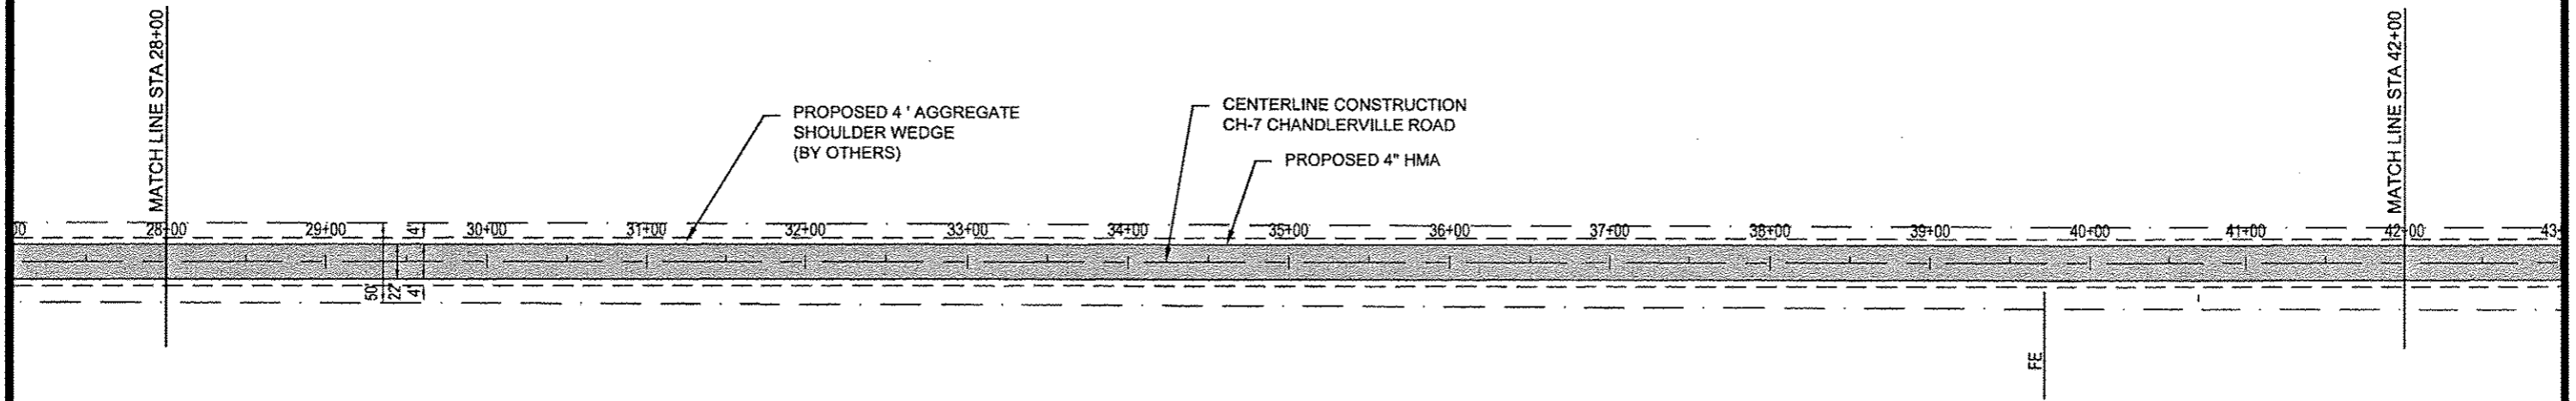 MATCH LINE STA 28+00
PROPOSED 4 ' AGGREGATE
SHOULDER WEDGE
(BY OTHERS)
CENTERLINE CONSTRUCTION
CH-7 CHANDLERVILLE ROAD
PROPOSED 4" HMA
MATCH LINE STA 42+00
00 28+00 29+00 4' 30+00 31+00 32+00 33+00 34+00 35+00 36+00 37+00 38+00 39+00 40+00 41+00 42+00 43+
50'
22'
4'
FE